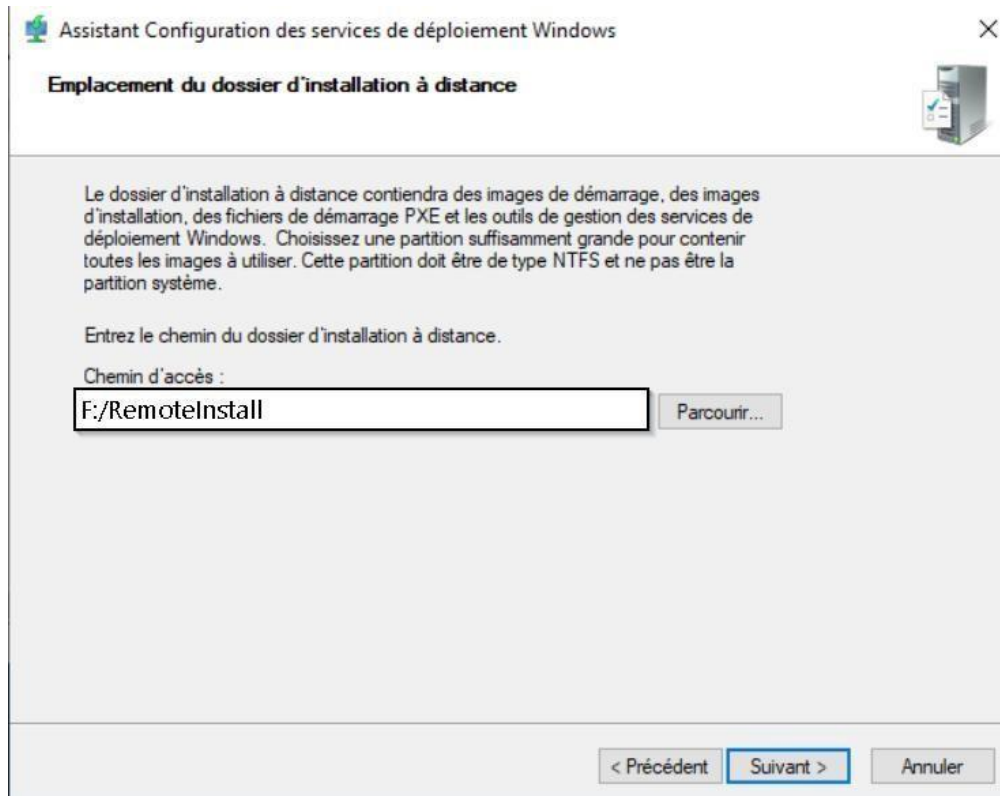 Assistant Configuration des services de déploiement Windows
Emplacement du dossier d'installation à distance
Le dossier d'installation à distance contiendra des images de démarrage, des images
d'installation, des fichiers de démarrage PXE et les outils de gestion des services de
déploiement Windows. Choisissez une partition suffisamment grande pour contenir
toutes les images à utiliser. Cette partition doit être de type NTFS et ne pas être la
partition système.
Entrez le chemin du dossier d'installation à distance.
Chemin d'accès :
F:/RemoteInstall
Parcourir...
< Précédent
Suivant >
Annuler